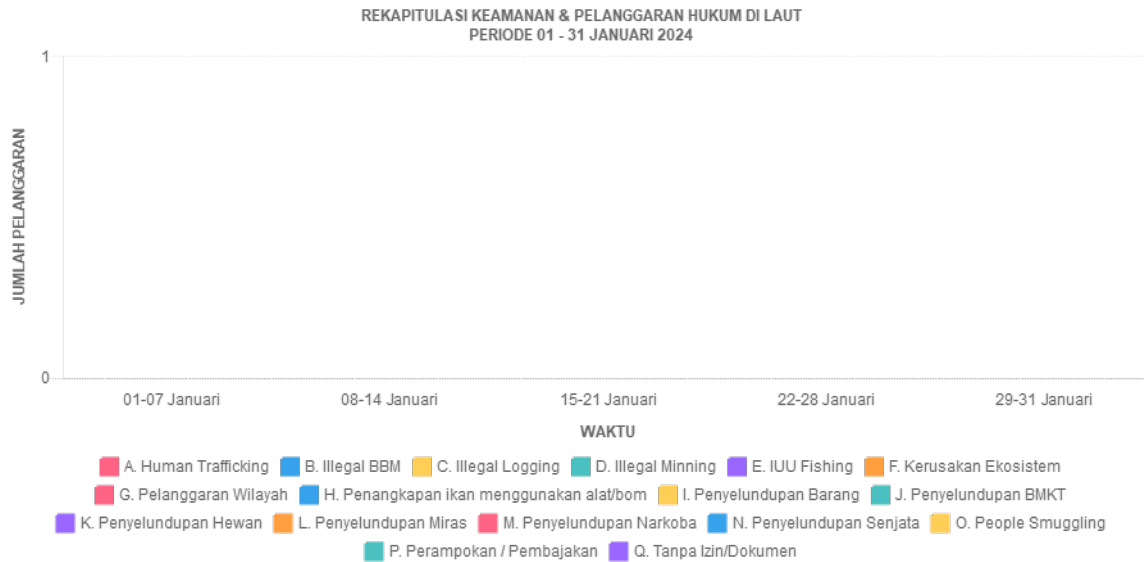 REKAPITULASI KEAMANAN & PELANGGARAN HUKUM DI LAUT
PERIODE 01 - 31 JANUARI 2024
1
JUMLAH PELANGGARAN
0
01-07 Januari 08-14 Januari 15-21 Januari 22-28 Januari 29-31 Januari
WAKTU
A. Human Trafficking B. Illegal BBM C. Illegal Logging D. Illegal Minning E. IUU Fishing F. Kerusakan Ekosistem
G. Pelanggaran Wilayah H. Penangkapan ikan menggunakan alat/bom I. Penyelundupan Barang J. Penyelundupan BMKT
K. Penyelundupan Hewan L. Penyelundupan Miras M. Penyelundupan Narkoba N. Penyelundupan Senjata O. People Smuggling
P. Perampokan / Pembajakan Q. Tanpa Izin/Dokumen